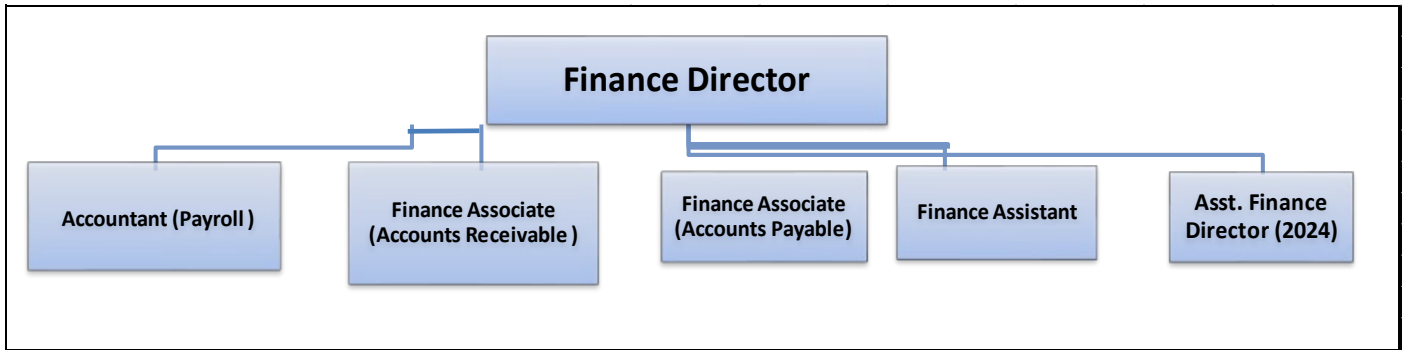 Finance Director
Accountant (Payroll )
Finance Associate
(Accounts Receivable )
Finance Associate
(Accounts Payable)
Finance Assistant
Asst. Finance
Director (2024)